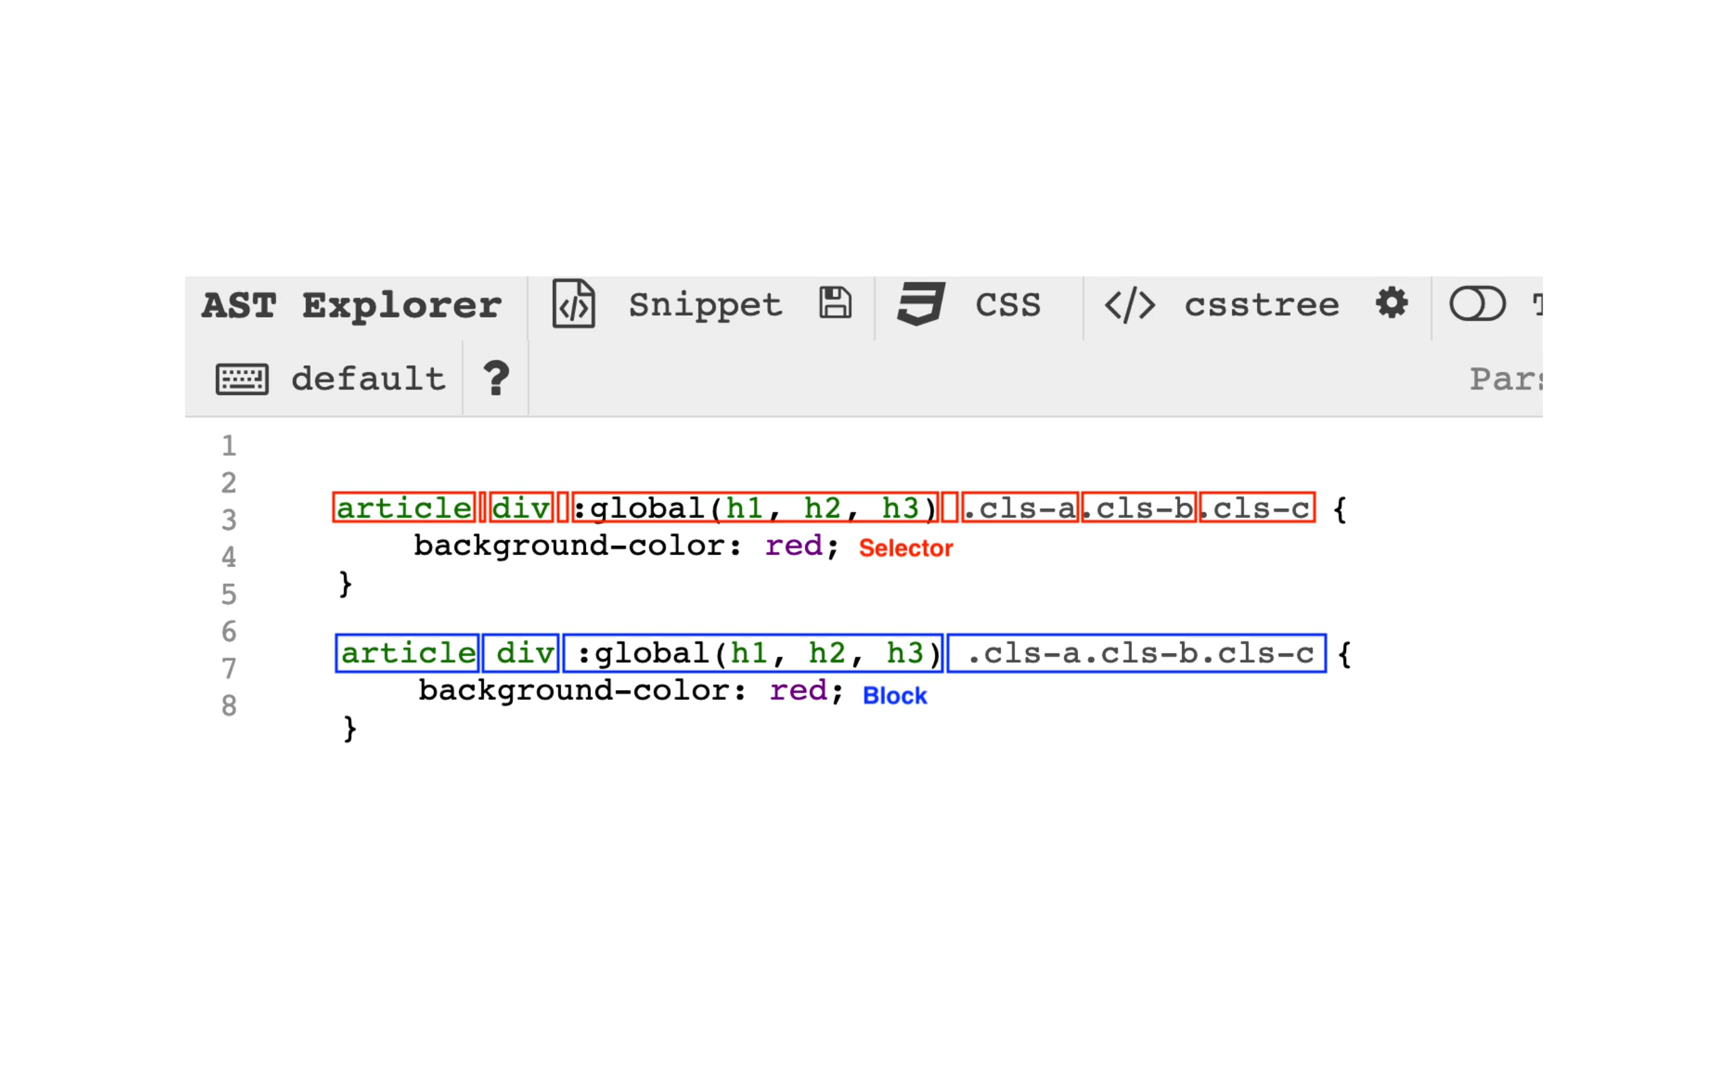 AST Explorer Snippet CSS </> csstree
default ? Pars
1
2
article div :global(h1, h2, h3) .cls-a.cls-b.cls-c {
3
background-color: red; Selector
4
}
5
6
article div :global(h1, h2, h3) .cls-a.cls-b.cls-c {
7
background-color: red; Block
8
}